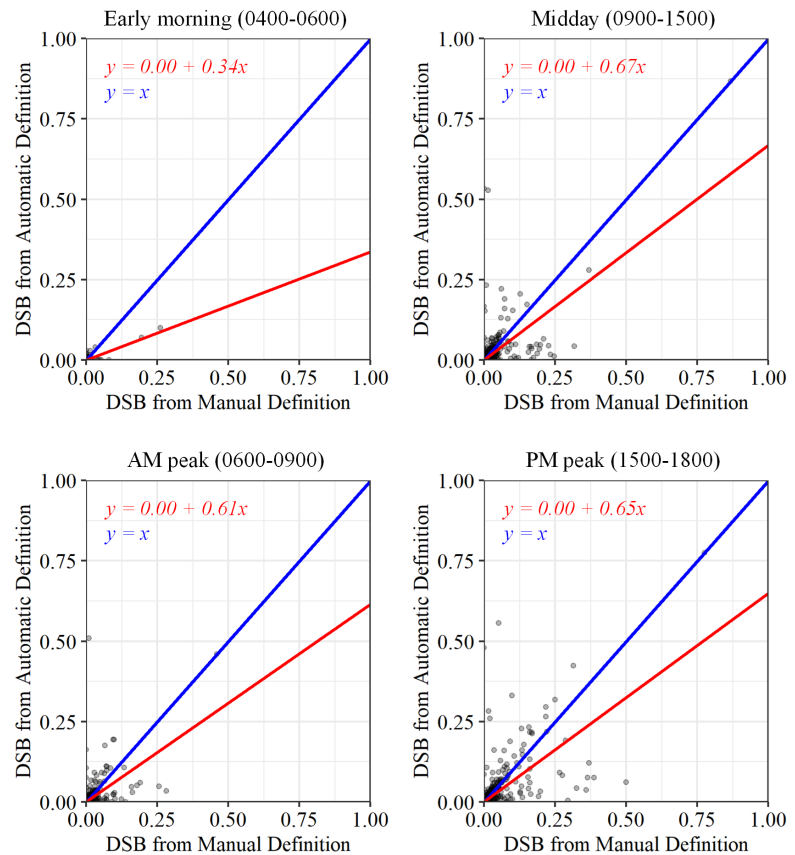 Early morning (0400-0600)
y = 0.00 + 0.34x
y = x
1.00
0.75
0.50
0.25
0.00
0.00 0.25 0.50 0.75 1.00
DSB from Manual Definition
DSB from Automatic Definition
Midday (0900-1500)
y = 0.00 + 0.67x
y = x
1.00
0.75
0.50
0.25
0.00
0.00 0.25 0.50 0.75 1.00
DSB from Manual Definition
DSB from Automatic Definition
AM peak (0600-0900)
y = 0.00 + 0.61x
y = x
1.00
0.75
0.50
0.25
0.00
0.00 0.25 0.50 0.75 1.00
DSB from Manual Definition
DSB from Automatic Definition
PM peak (1500-1800)
y = 0.00 + 0.65x
y = x
1.00
0.75
0.50
0.25
0.00
0.00 0.25 0.50 0.75 1.00
DSB from Manual Definition
DSB from Automatic Definition